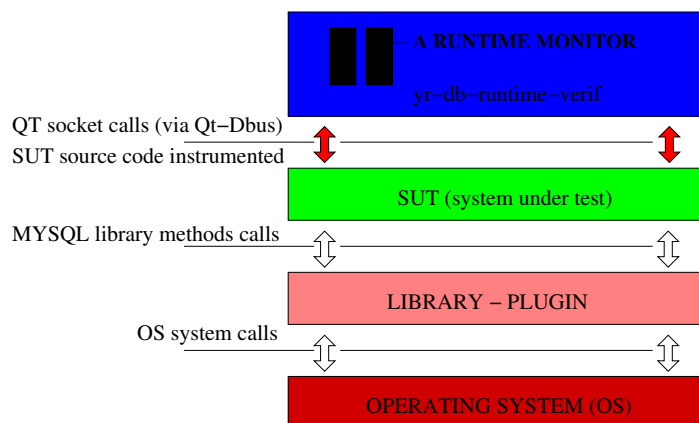 A RUNTIME MONITOR
yr−db−runtime−verif
QT socket calls (via Qt−Dbus)
SUT source code instrumented
SUT (system under test)
MYSQL library methods calls
LIBRARY − PLUGIN
OS system calls
OPERATING SYSTEM (OS)